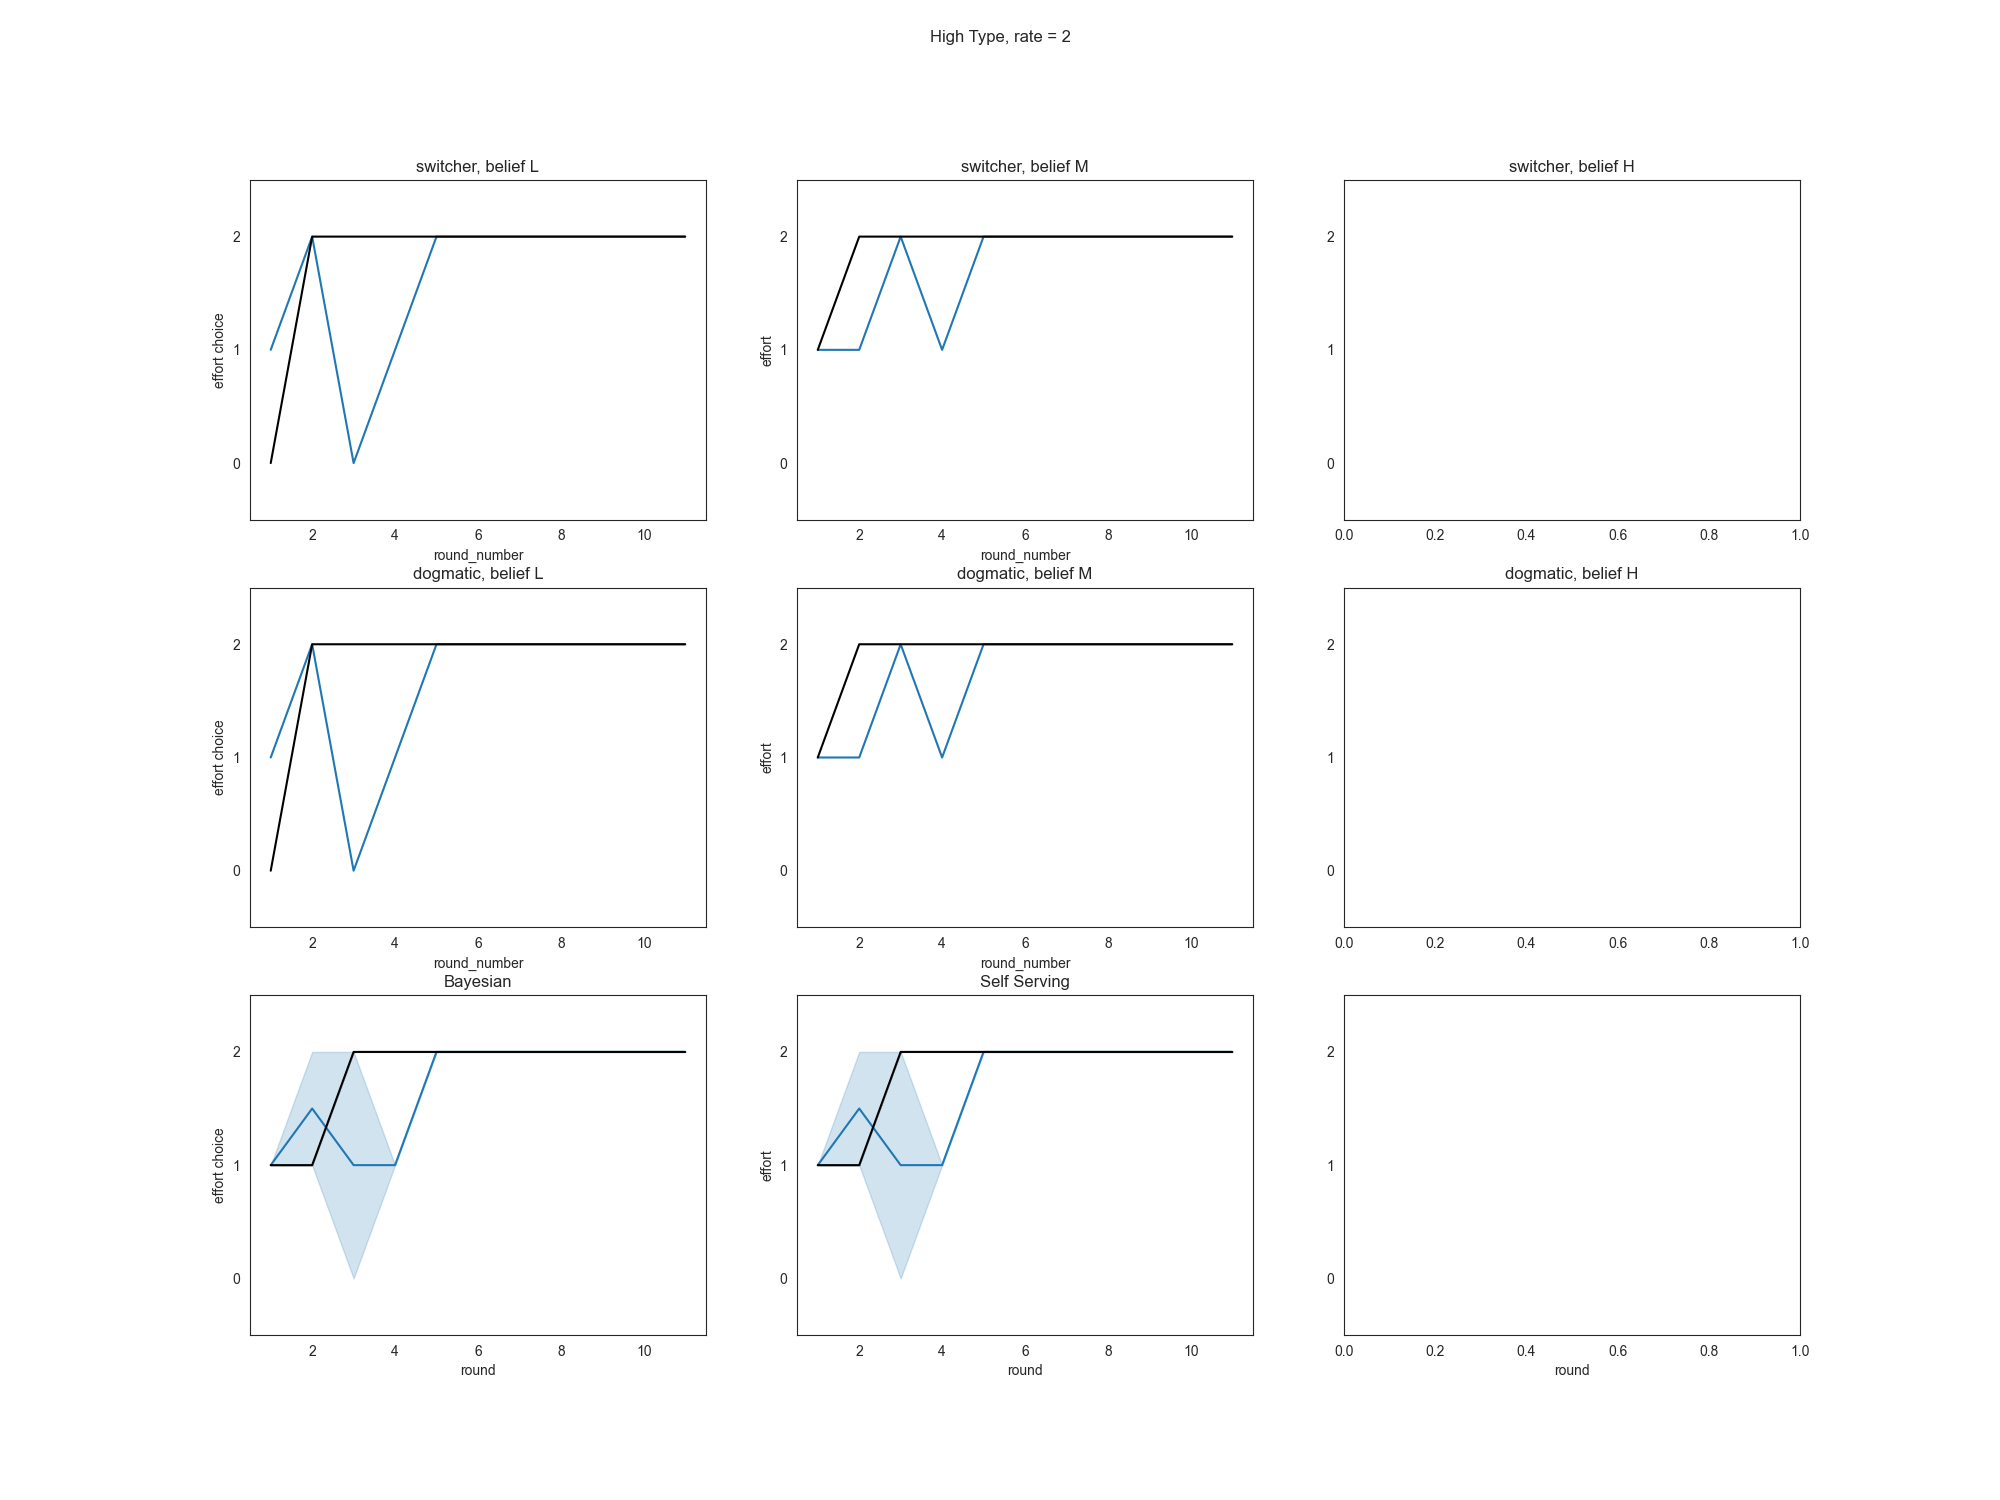 High Type, rate = 2
switcher, belief L
switcher, belief M
switcher, belief H
effort choice
2
1
0
2 4 6 8 10
round_number
effort
2
1
0
2 4 6 8 10
round_number
2
1
0
0.0 0.2 0.4 0.6 0.8 1.0
dogmatic, belief L
dogmatic, belief M
dogmatic, belief H
effort choice
2
1
0
2 4 6 8 10
round_number
effort
2
1
0
2 4 6 8 10
round_number
2
1
0
0.0 0.2 0.4 0.6 0.8 1.0
Bayesian
Self Serving
effort choice
2
1
0
2 4 6 8 10
round
effort
2
1
0
2 4 6 8 10
round
2
1
0
0.0 0.2 0.4 0.6 0.8 1.0
round